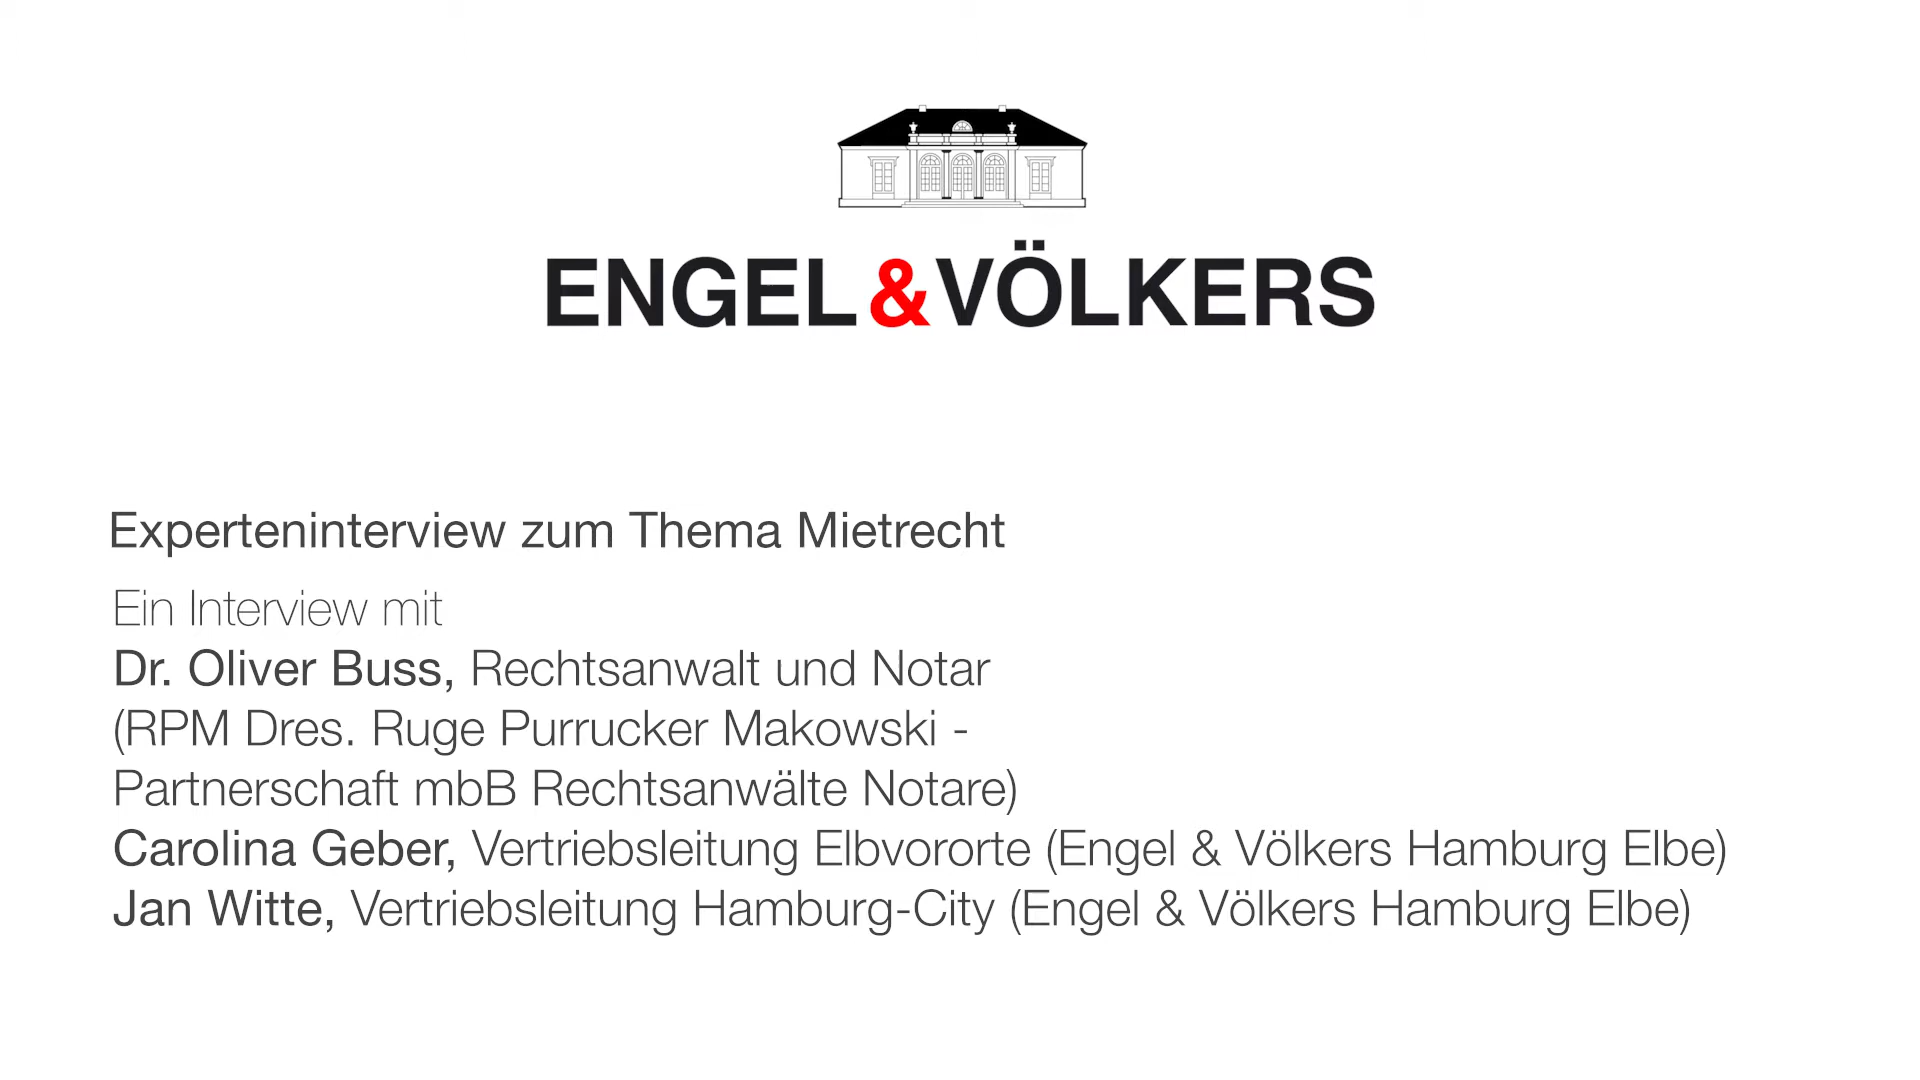 ENGEL&VÖLKERS
Experteninterview zum Thema Mietrecht
Ein Interview mit
Dr. Oliver Buss, Rechtsanwalt und Notar
(RPM Dres. Ruge Purrucker Makowski -
Partnerschaft mbB Rechtsanwälte Notare)
Carolina Geber, Vertriebsleitung Elbvororte (Engel & Völkers Hamburg Elbe)
Jan Witte, Vertriebsleitung Hamburg-City (Engel & Völkers Hamburg Elbe)